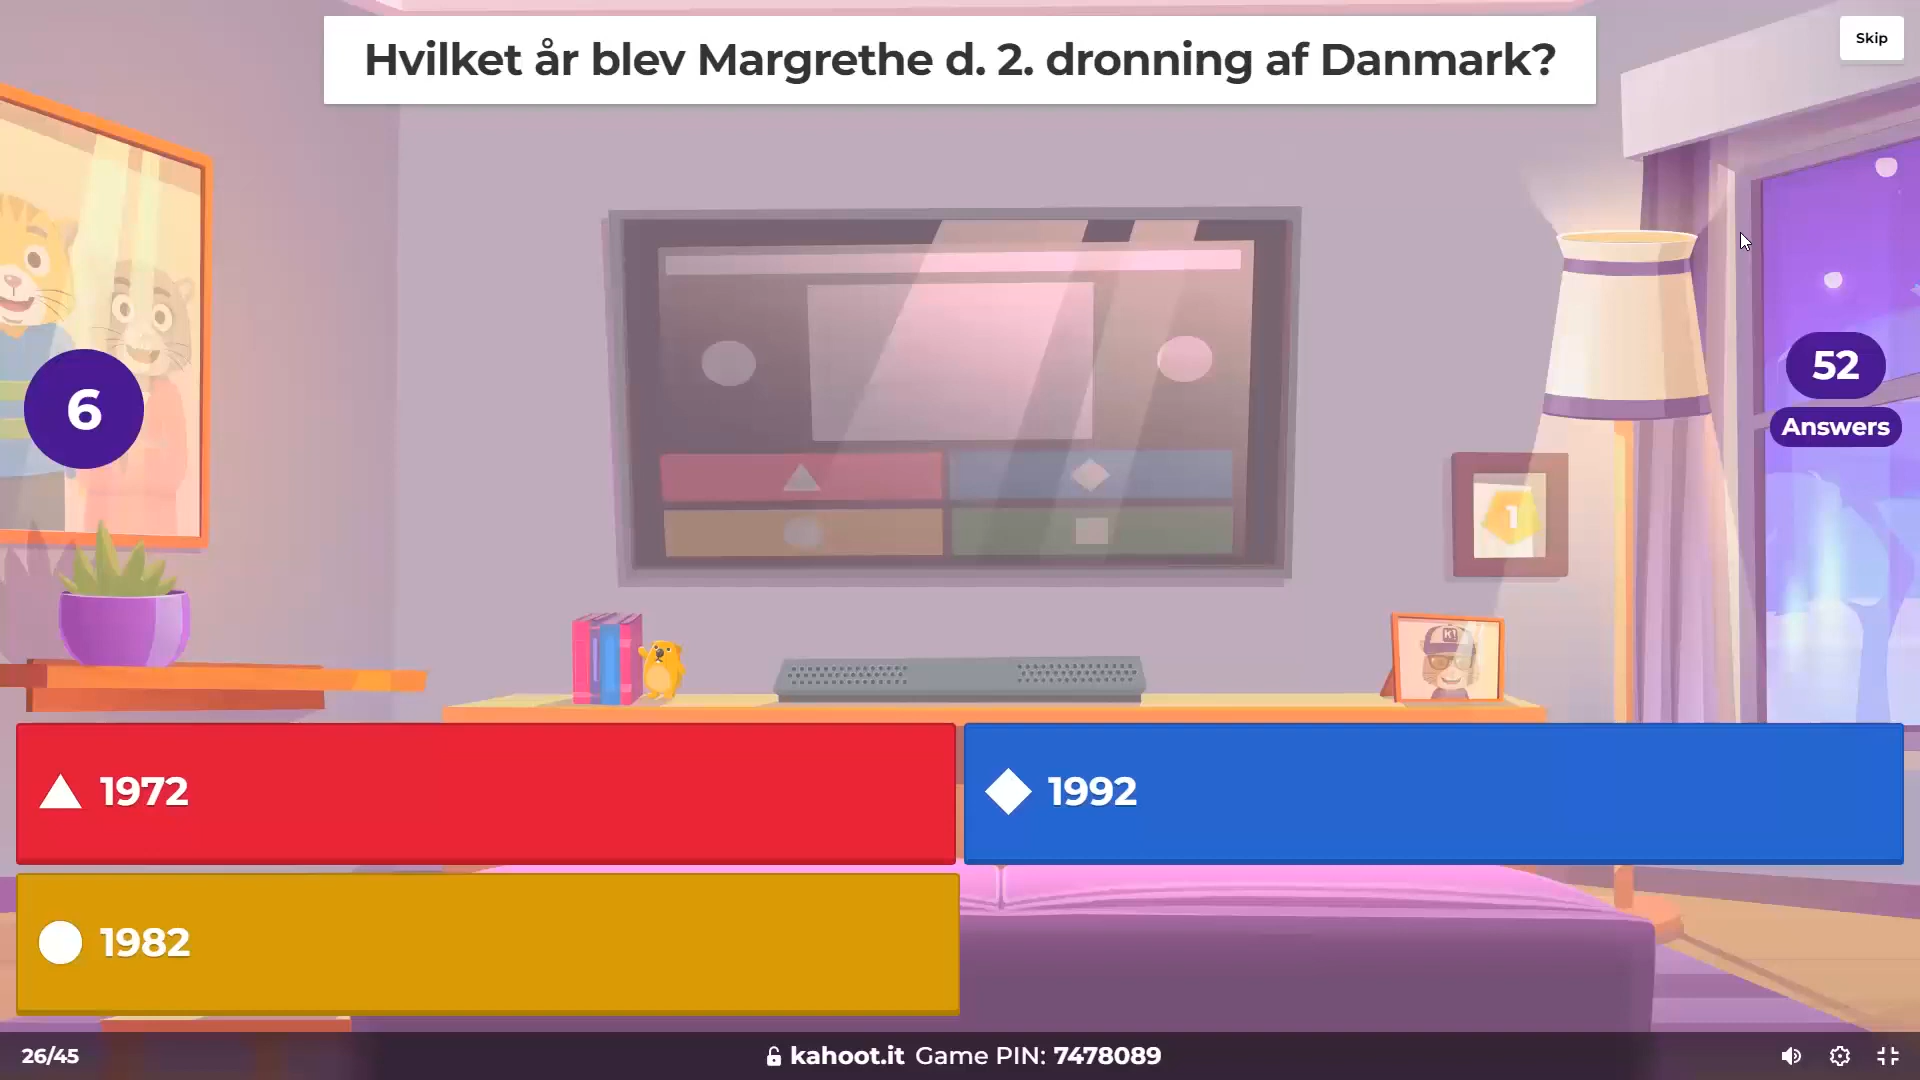 Hvilket år blev Margrethe d. 2. dronning af Danmark?
Skip
6
52
Answers
1
K!
1972
1992
1982
26/45
kahoot.it Game PIN: 7478089